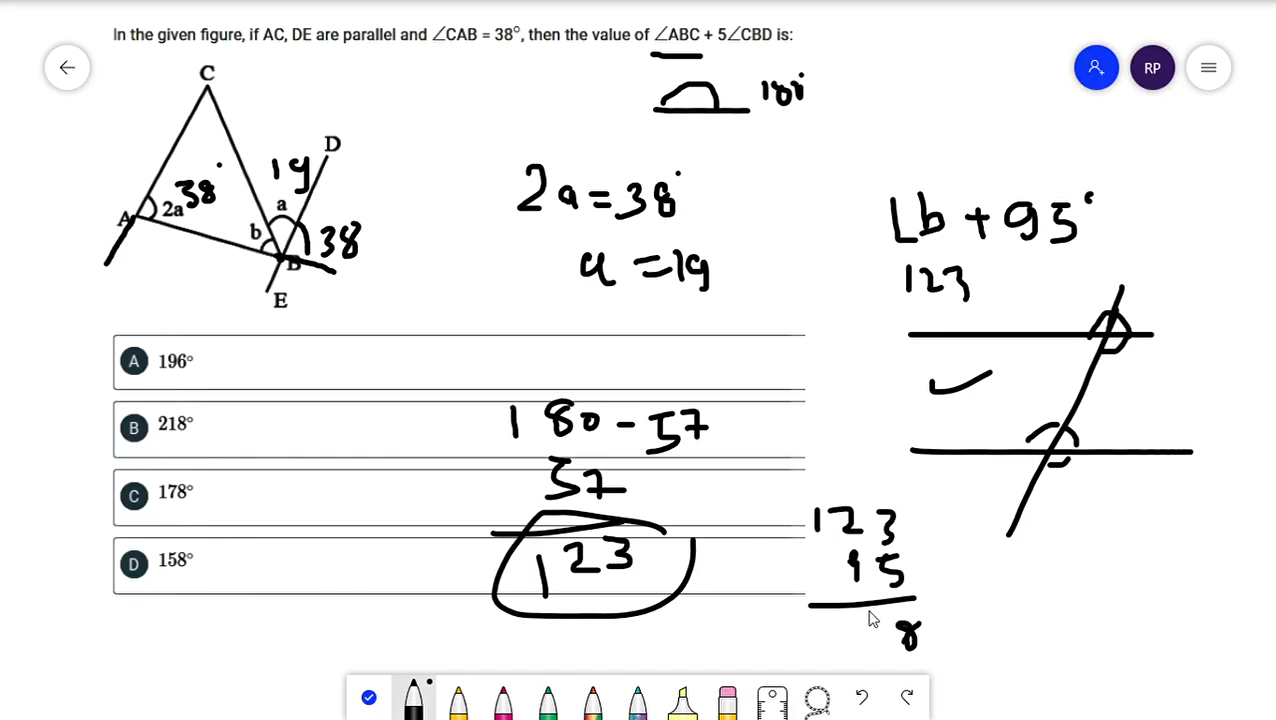 In the given figure, if AC, DE are parallel and ∠CAB = 38°, then the value of ∠ABC + 5∠CBD is:
RP
180°
C
D
19
38°
A
2a
a
b
38
B
E
2a = 38°
a = 19
∠b + 95°
123
A 196°
B 218°
C 178°
D 158°
180 - 57
57
123
123
95
8